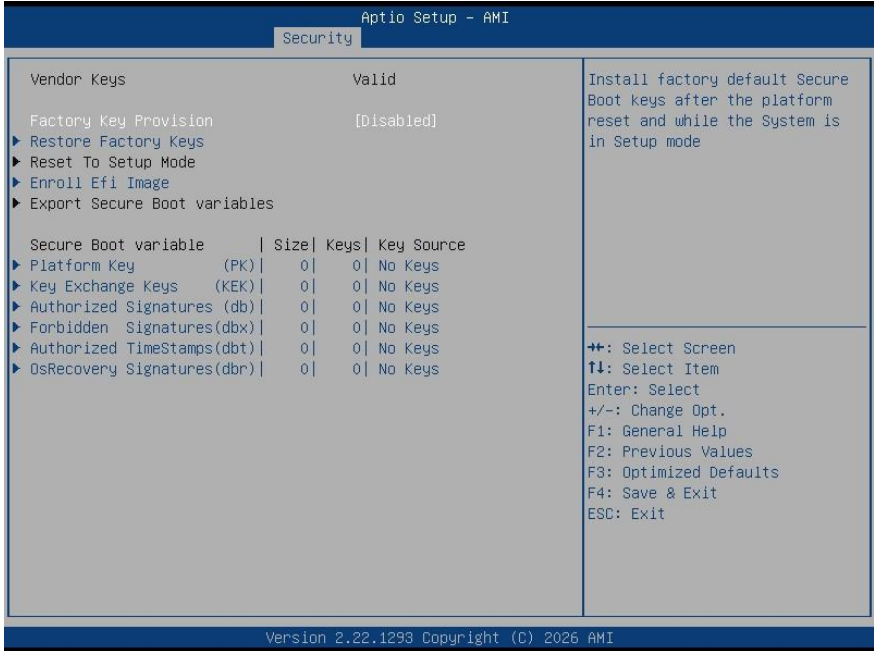 Aptio Setup – AMI
Security
Vendor Keys Valid
Factory Key Provision [Disabled]
Restore Factory Keys
Reset To Setup Mode
Enroll Efi Image
Export Secure Boot variables
Secure Boot variable | Size| Keys| Key Source
Platform Key (PK)| 0| 0| No Keys
Key Exchange Keys (KEK)| 0| 0| No Keys
Authorized Signatures (db)| 0| 0| No Keys
Forbidden Signatures(dbx)| 0| 0| No Keys
Authorized TimeStamps(dbt)| 0| 0| No Keys
OsRecovery Signatures(dbr)| 0| 0| No Keys
Install factory default Secure
Boot keys after the platform
reset and while the System is
in Setup mode
→←: Select Screen
↑↓: Select Item
Enter: Select
+/-: Change Opt.
F1: General Help
F2: Previous Values
F3: Optimized Defaults
F4: Save & Exit
ESC: Exit
Version 2.22.1293 Copyright (C) 2026 AMI